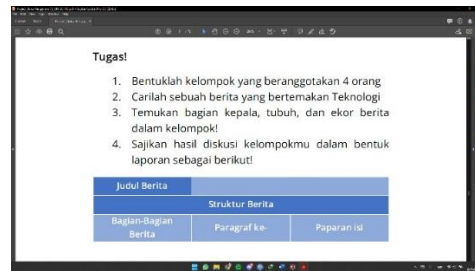 Tugas!
1. Bentuklah kelompok yang beranggotakan 4 orang
2. Carilah sebuah berita yang bertemakan Teknologi
3. Temukan bagian kepala, tubuh, dan ekor berita
dalam kelompok!
4. Sajikan hasil diskusi kelompokmu dalam bentuk
laporan sebagai berikut!
Judul Berita
Struktur Berita
Bagian-Bagian
Berita
Paragraf ke-
Paparan isi